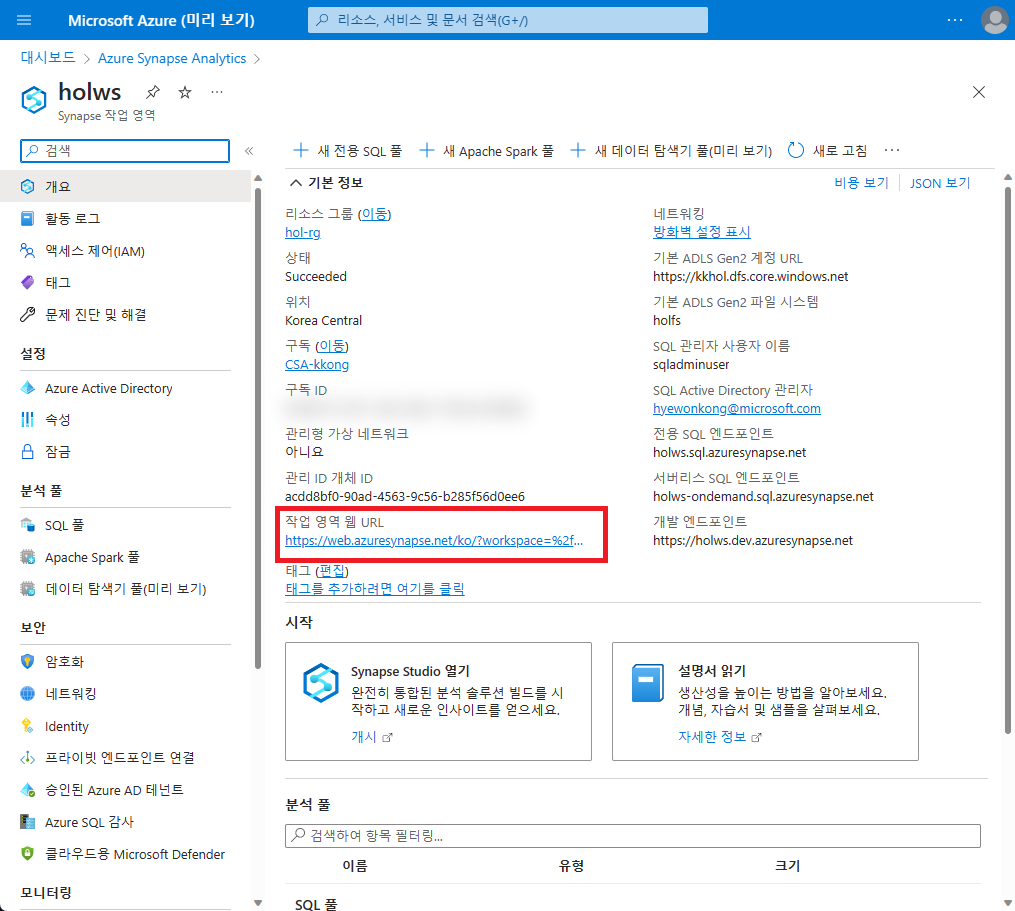 Microsoft Azure (미리 보기)
리소스, 서비스 및 문서 검색(G+/)
대시보드 > Azure Synapse Analytics >
holws
Synapse 작업 영역
검색
개요
활동 로그
액세스 제어(IAM)
태그
문제 진단 및 해결
설정
Azure Active Directory
속성
잠금
분석 풀
SQL 풀
Apache Spark 풀
데이터 탐색기 풀(미리 보기)
보안
암호화
네트워킹
Identity
프라이빗 엔드포인트 연결
승인된 Azure AD 테넌트
Azure SQL 감사
클라우드용 Microsoft Defender
모니터링
새 전용 SQL 풀
새 Apache Spark 풀
새 데이터 탐색기 풀(미리 보기)
새로 고침
기본 정보
비용 보기
JSON 보기
리소스 그룹 (이동)
hol-rg
상태
Succeeded
위치
Korea Central
구독 (이동)
CSA-kkong
구독 ID
관리형 가상 네트워크
아니요
관리 ID 개체 ID
acdd8bf0-90ad-4563-9c56-b285f56d0ee6
작업 영역 웹 URL
https://web.azuresynapse.net/ko/?workspace=%2f...
태그 (편집)
태그를 추가하려면 여기를 클릭
네트워킹
방화벽 설정 표시
기본 ADLS Gen2 계정 URL
https://kkhol.dfs.core.windows.net
기본 ADLS Gen2 파일 시스템
holfs
SQL 관리자 사용자 이름
sqladminuser
SQL Active Directory 관리자
hyewonkong@microsoft.com
전용 SQL 엔드포인트
holws.sql.azuresynapse.net
서버리스 SQL 엔드포인트
holws-ondemand.sql.azuresynapse.net
개발 엔드포인트
https://holws.dev.azuresynapse.net
시작
Synapse Studio 열기
완전히 통합된 분석 솔루션 빌드를 시
작하고 새로운 인사이트를 얻으세요.
개시
설명서 읽기
생산성을 높이는 방법을 알아보세요.
개념, 자습서 및 샘플을 살펴보세요.
자세한 정보
분석 풀
검색하여 항목 필터링...
이름
유형
크기
SQL 풀